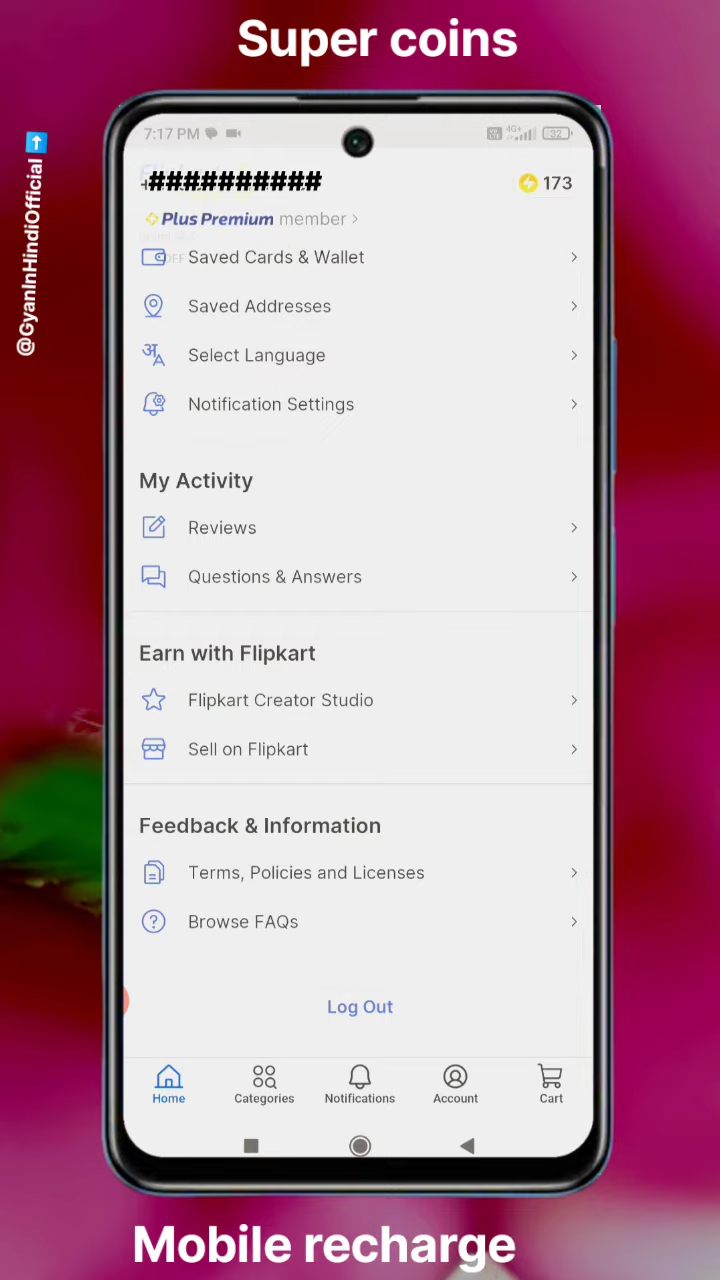 Super coins
@GyanInHindiOfficial
7:17 PM
4G+
32
##########
173
Plus Premium member
Saved Cards & Wallet
Saved Addresses
Select Language
Notification Settings
My Activity
Reviews
Questions & Answers
Earn with Flipkart
Flipkart Creator Studio
Sell on Flipkart
Feedback & Information
Terms, Policies and Licenses
Browse FAQs
Log Out
Home Categories Notifications Account Cart
Mobile recharge